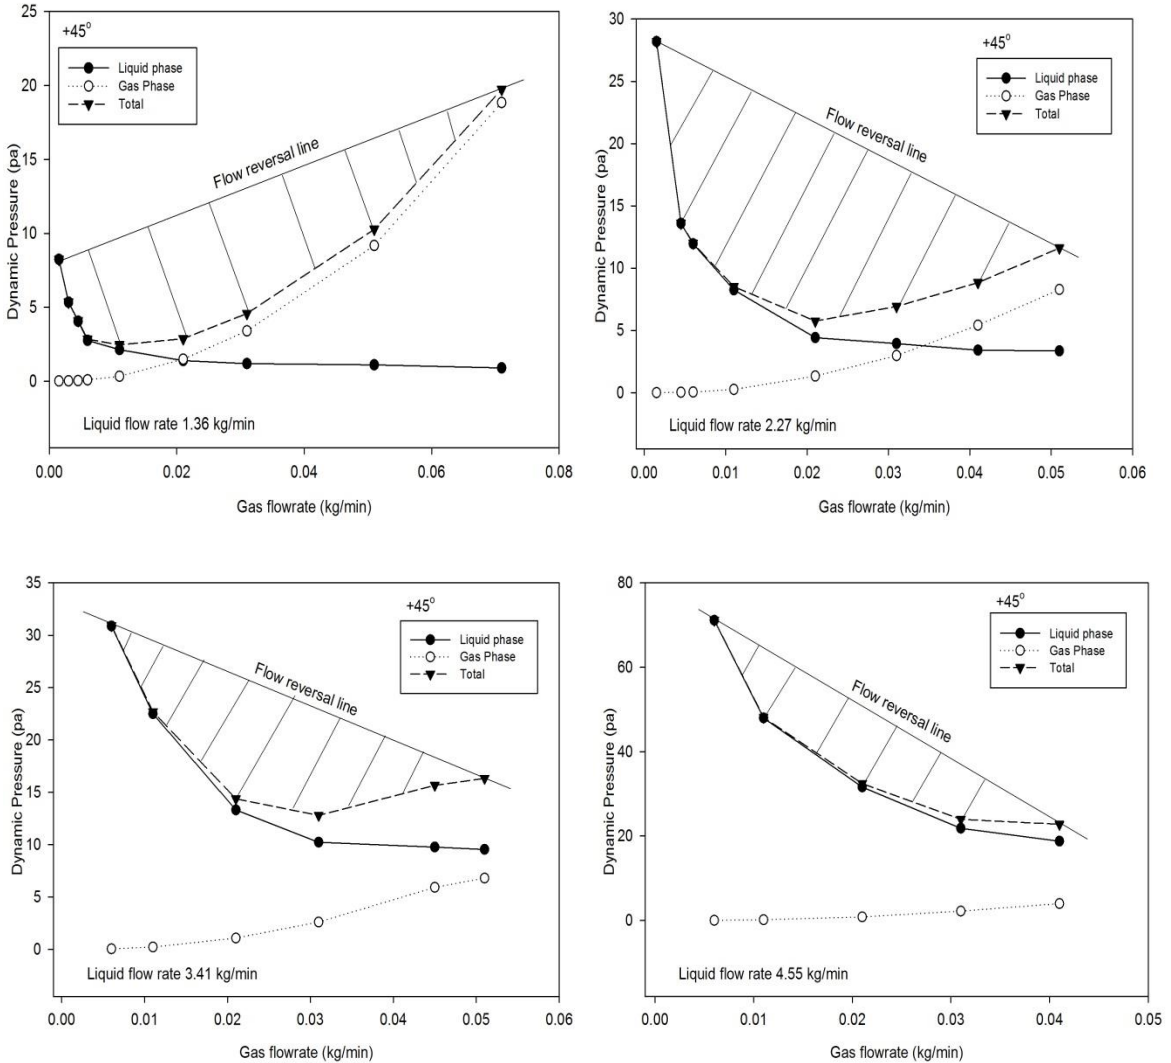 25
20
15
10
5
0
Dynamic Pressure (pa)
+45°
Liquid phase
Gas Phase
Total
Flow reversal line
Liquid flow rate 1.36 kg/min
0.00 0.02 0.04 0.06 0.08
Gas flowrate (kg/min)
30
25
20
15
10
5
0
Dynamic Pressure (pa)
+45°
Liquid phase
Gas Phase
Total
Flow reversal line
Liquid flow rate 2.27 kg/min
0.00 0.01 0.02 0.03 0.04 0.05 0.06
Gas flowrate (kg/min)
35
30
25
20
15
10
5
0
Dynamic Pressure (pa)
+45°
Liquid phase
Gas Phase
Total
Flow reversal line
Liquid flow rate 3.41 kg/min
0.00 0.01 0.02 0.03 0.04 0.05 0.06
Gas flowrate (kg/min)
80
60
40
20
0
Dynamic Pressure (pa)
+45°
Liquid phase
Gas Phase
Total
Flow reversal line
Liquid flow rate 4.55 kg/min
0.00 0.01 0.02 0.03 0.04 0.05
Gas flowrate (kg/min)